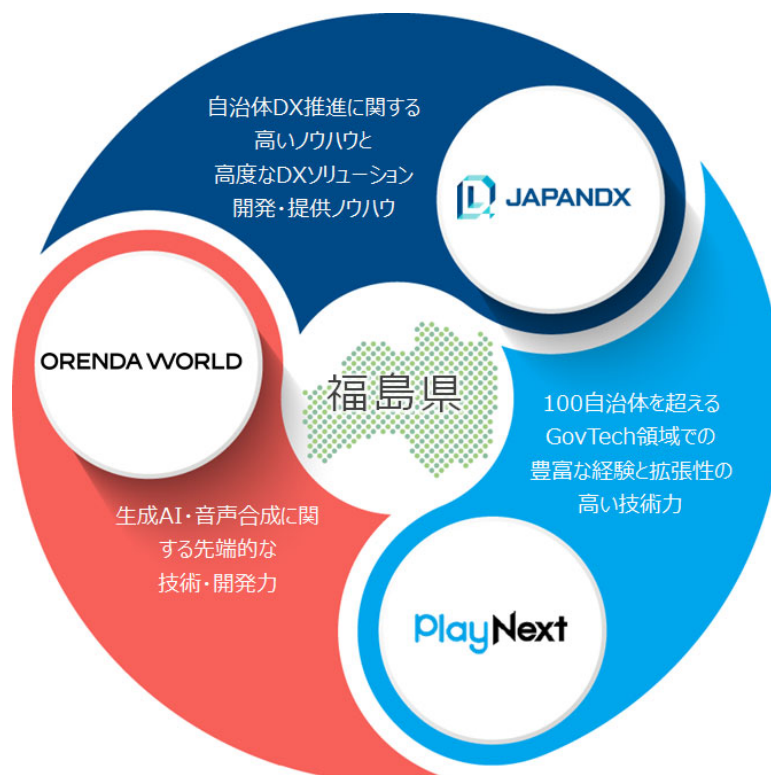 自治体DX推進に関する
高いノウハウと
高度なDXソリューション
開発・提供ノウハウ
JAPANDX
ORENDA WORLD
福島県
100自治体を超える
GovTech領域での
豊富な経験と拡張性の
高い技術力
生成AI・音声合成に関
する先端的な
技術・開発力
PlayNext